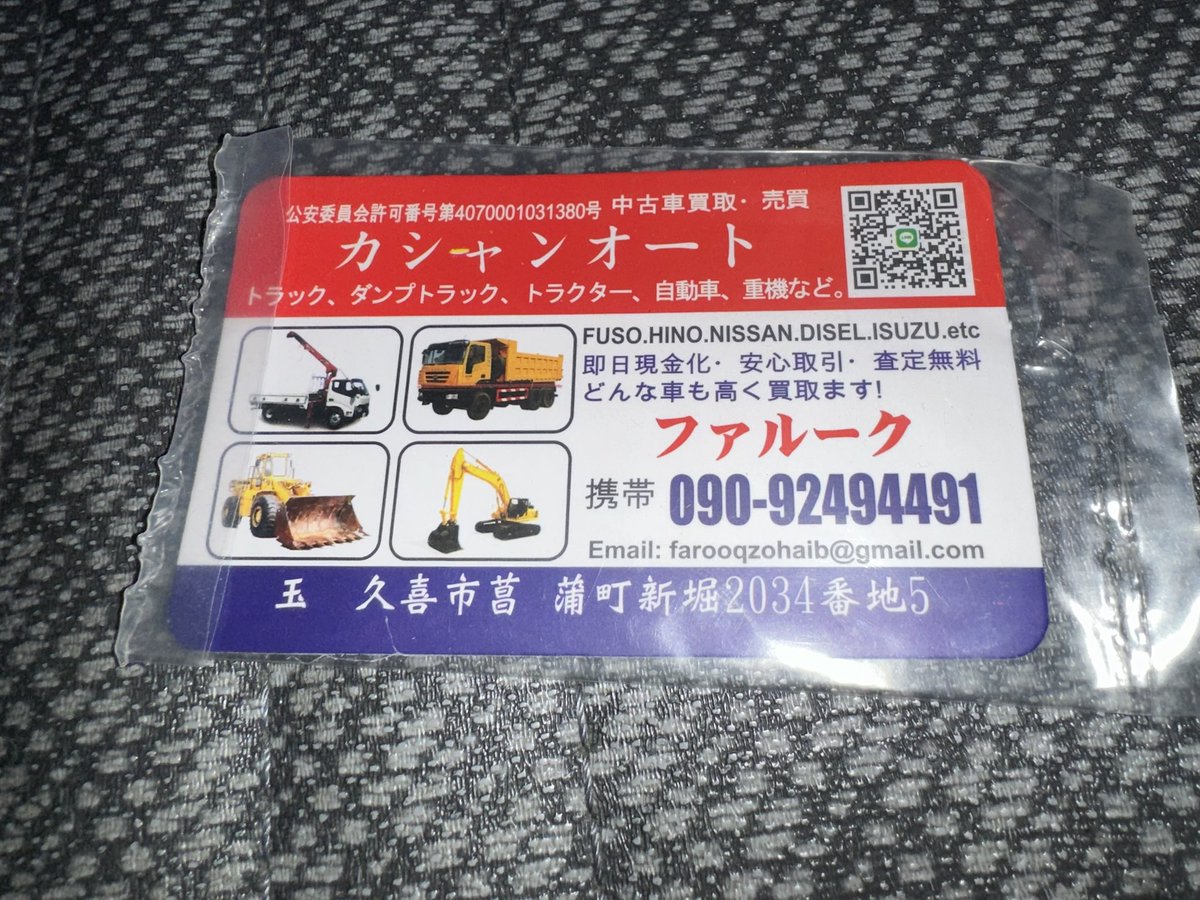 公安委員会許可番号第4070001031380号 中古車買取・売買
カシャンオート
トラック、ダンプトラック、トラクター、自動車、重機など。
FUSO.HINO.NISSAN.DISEL.ISUZU.etc
即日現金化・安心取引・査定無料
どんな車も高く買取ます!
ファルーク
携帯 090-92494491
Email: farooqzohaib@gmail.com
玉 久喜市菖 蒲町新堀2034番地5